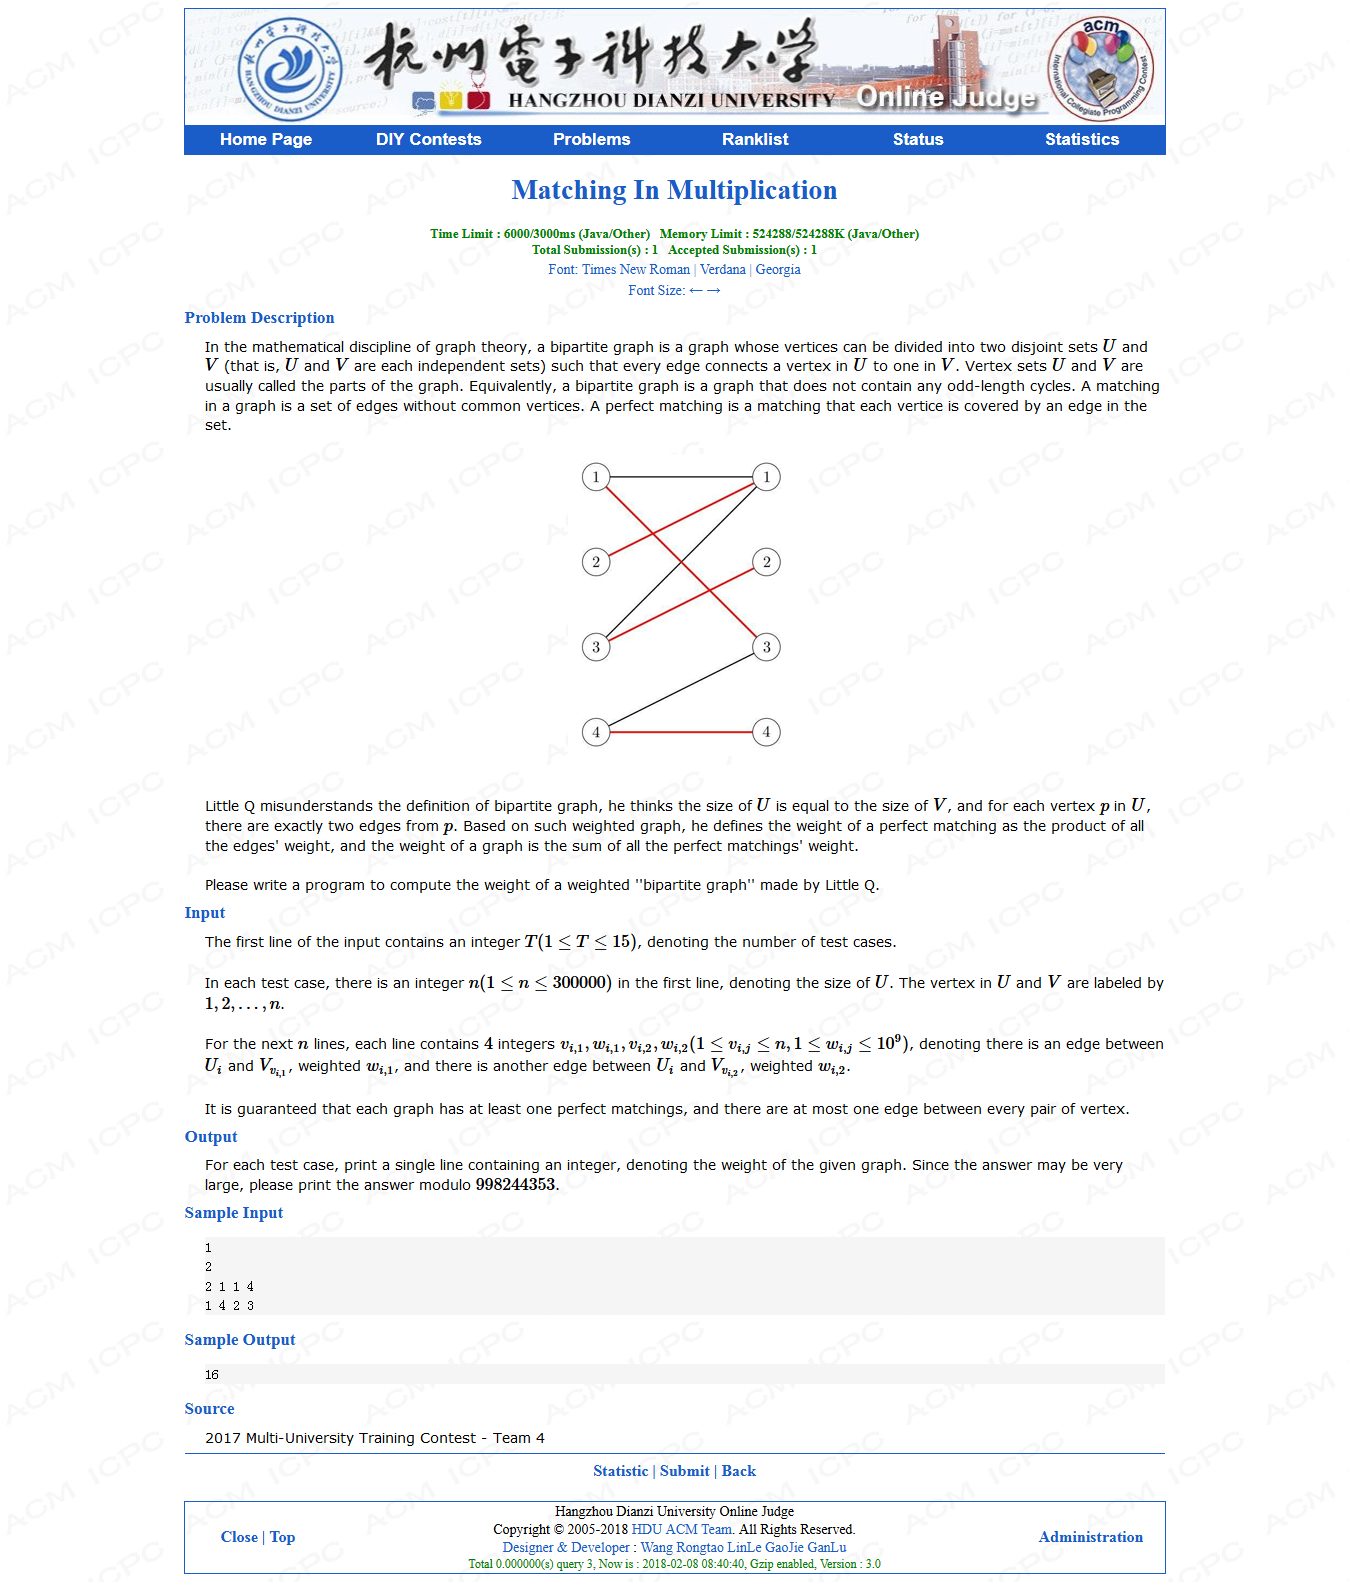 杭州電子科技大学
HANGZHOU DIANZI UNIVERSITY Online Judge
acm International Collegiate Programming Contest
Home Page DIY Contests Problems Ranklist Status Statistics
Matching In Multiplication
Time Limit : 6000/3000ms (Java/Other) Memory Limit : 524288/524288K (Java/Other)
Total Submission(s) : 1 Accepted Submission(s) : 1
Font: Times New Roman | Verdana | Georgia
Font Size: ← →
Problem Description
In the mathematical discipline of graph theory, a bipartite graph is a graph whose vertices can be divided into two disjoint sets U and
V (that is, U and V are each independent sets) such that every edge connects a vertex in U to one in V. Vertex sets U and V are
usually called the parts of the graph. Equivalently, a bipartite graph is a graph that does not contain any odd-length cycles. A matching
in a graph is a set of edges without common vertices. A perfect matching is a matching that each vertice is covered by an edge in the
set.
1 1
2 2
3 3
4 4
Little Q misunderstands the definition of bipartite graph, he thinks the size of U is equal to the size of V, and for each vertex p in U,
there are exactly two edges from p. Based on such weighted graph, he defines the weight of a perfect matching as the product of all
the edges' weight, and the weight of a graph is the sum of all the perfect matchings' weight.
Please write a program to compute the weight of a weighted ''bipartite graph'' made by Little Q.
Input
The first line of the input contains an integer T(1 ≤ T ≤ 15), denoting the number of test cases.
In each test case, there is an integer n(1 ≤ n ≤ 300000) in the first line, denoting the size of U. The vertex in U and V are labeled by
1, 2, . . . , n.
For the next n lines, each line contains 4 integers v_{i,1}, w_{i,1}, v_{i,2}, w_{i,2}(1 ≤ v_{i,j} ≤ n, 1 ≤ w_{i,j} ≤ 10^9), denoting there is an edge between
U_i and V_{v_{i,1}}, weighted w_{i,1}, and there is another edge between U_i and V_{v_{i,2}}, weighted w_{i,2}.
It is guaranteed that each graph has at least one perfect matchings, and there are at most one edge between every pair of vertex.
Output
For each test case, print a single line containing an integer, denoting the weight of the given graph. Since the answer may be very
large, please print the answer modulo 998244353.
Sample Input
1
2
2 1 1 4
1 4 2 3
Sample Output
16
Source
2017 Multi-University Training Contest - Team 4
Statistic | Submit | Back
Hangzhou Dianzi University Online Judge
Copyright © 2005-2018 HDU ACM Team. All Rights Reserved.
Close | Top
Administration
Designer & Developer : Wang Rongtao LinLe GaoJie GanLu
Total 0.000000(s) query 3, Now is : 2018-02-08 08:40:40, Gzip enabled, Version : 3.0